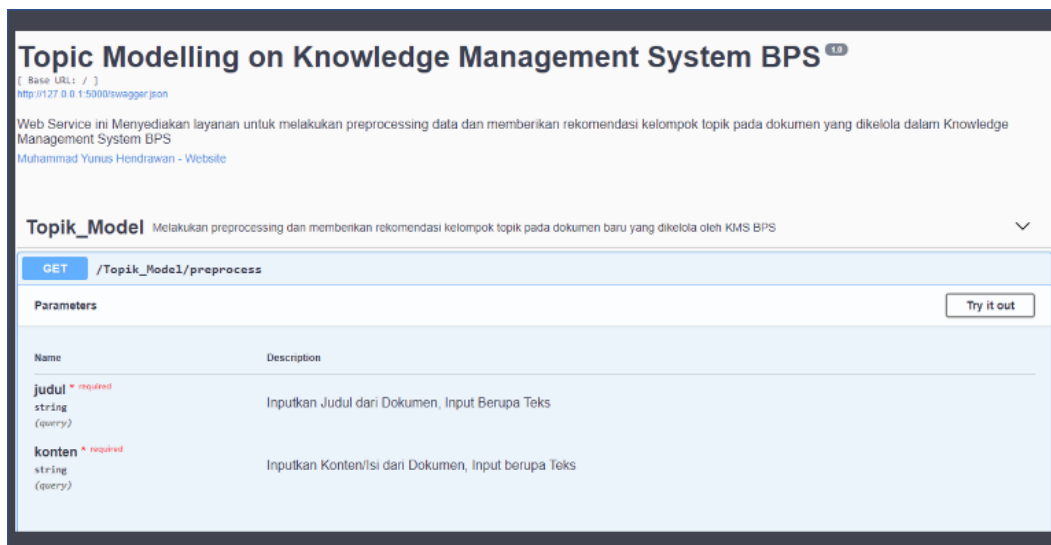 Topic Modelling on Knowledge Management System BPS 1.0
[ Base URL: / ]
http://127.0.0.1:5000/swagger.json
Web Service ini Menyediakan layanan untuk melakukan preprocessing data dan memberikan rekomendasi kelompok topik pada dokumen yang dikelola dalam Knowledge
Management System BPS
Muhammad Yunus Hendrawan - Website
Topik_Model Melakukan preprocessing dan memberikan rekomendasi kelompok topik pada dokumen baru yang dikelola oleh KMS BPS
GET /Topik_Model/preprocess
Parameters Try it out
Name Description
judul * required
string
(query)
Inputkan Judul dari Dokumen, Input Berupa Teks
konten * required
string
(query)
Inputkan Konten/Isi dari Dokumen, Input berupa Teks